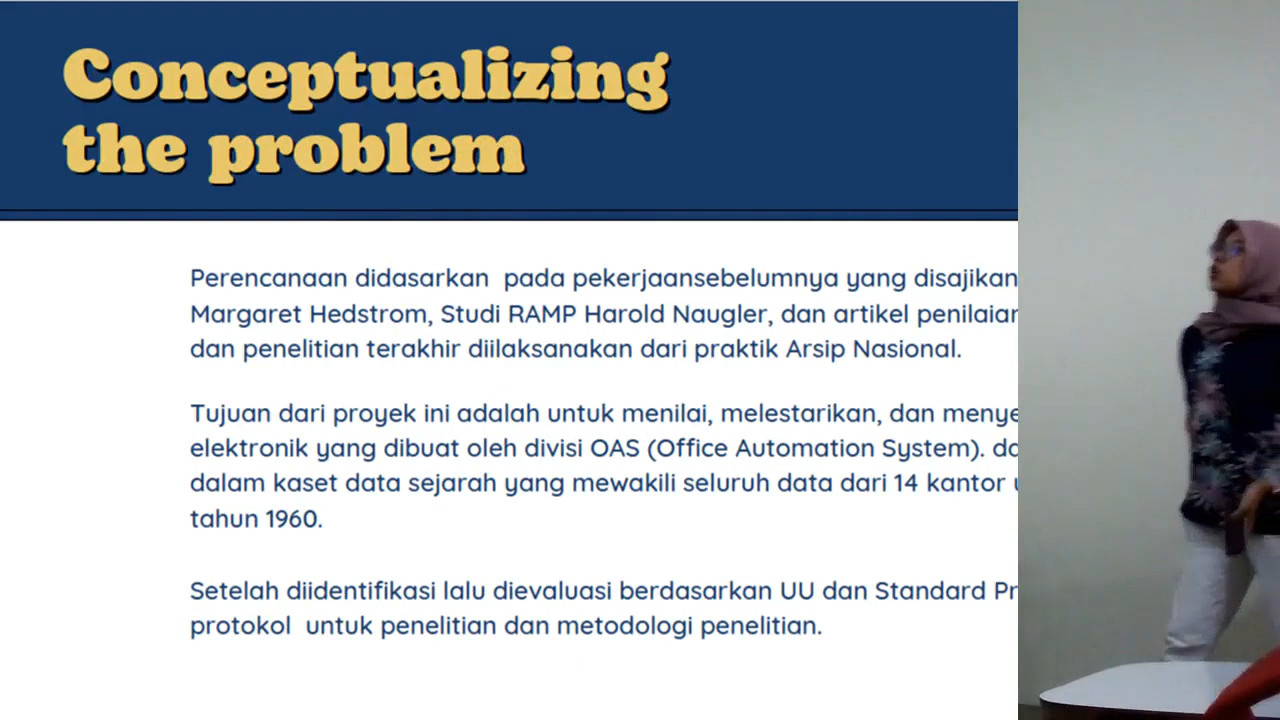 Conceptualizing
the problem
Perencanaan didasarkan pada pekerjaansebelumnya yang disajikan
Margaret Hedstrom, Studi RAMP Harold Naugler, dan artikel penilaian
dan penelitian terakhir diilaksanakan dari praktik Arsip Nasional.
Tujuan dari proyek ini adalah untuk menilai, melestarikan, dan
elektronik yang dibuat oleh divisi OAS (Office Automation System).
dalam kaset data sejarah yang mewakili seluruh data dari 14 kantor
tahun 1960.
Setelah diidentifikasi lalu dievaluasi berdasarkan UU dan Standard
protokol untuk penelitian dan metodologi penelitian.